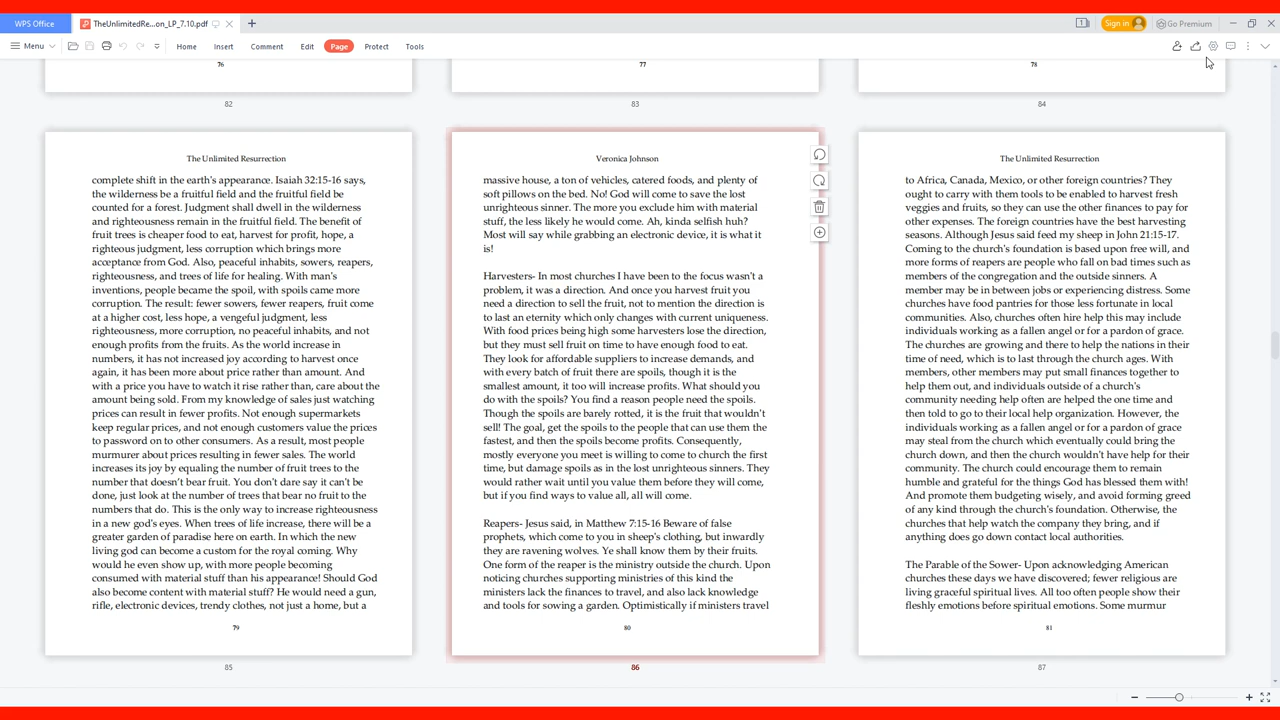 WPS Office
TheUnlimitedRe...on_LP_7.10.pdf
1
Sign in
Go Premium
Menu
Home
Insert
Comment
Edit
Page
Protect
Tools
76
77
78
82
83
84
The Unlimited Resurrection
complete shift in the earth's appearance. Isaiah 32:15-16 says,
the wilderness be a fruitful field and the fruitful field be
counted for a forest. Judgment shall dwell in the wilderness
and righteousness remain in the fruitful field. The benefit of
fruit trees is cheaper food to eat, harvest for profit, hope, a
righteous judgment, less corruption which brings more
acceptance from God. Also, peaceful inhabits, sowers, reapers,
righteousness, and trees of life for healing. With man's
inventions, people became the spoil, with spoils came more
corruption. The result: fewer sowers, fewer reapers, fruit come
at a higher cost, less hope, a vengeful judgment, less
righteousness, more corruption, no peaceful inhabits, and not
enough profits from the fruits. As the world increase in
numbers, it has not increased joy according to harvest once
again, it has been more about price rather than amount. And
with a price you have to watch it rise rather than, care about the
amount being sold. From my knowledge of sales just watching
prices can result in fewer profits. Not enough supermarkets
keep regular prices, and not enough customers value the prices
to password on to other consumers. As a result, most people
murmurer about prices resulting in fewer sales. The world
increases its joy by equaling the number of fruit trees to the
number that doesn't bear fruit. You don't dare say it can't be
done, just look at the number of trees that bear no fruit to the
numbers that do. This is the only way to increase righteousness
in a new god's eyes. When trees of life increase, there will be a
greater garden of paradise here on earth. In which the new
living god can become a custom for the royal coming. Why
would he even show up, with more people becoming
consumed with material stuff than his appearance! Should God
also become content with material stuff? He would need a gun,
rifle, electronic devices, trendy clothes, not just a home, but a
79
85
Veronica Johnson
massive house, a ton of vehicles, catered foods, and plenty of
soft pillows on the bed. No! God will come to save the lost
unrighteous sinner. The more you exclude him with material
stuff, the less likely he would come. Ah, kinda selfish huh?
Most will say while grabbing an electronic device, it is what it
is!
Harvesters- In most churches I have been to the focus wasn't a
problem, it was a direction. And once you harvest fruit you
need a direction to sell the fruit, not to mention the direction is
to last an eternity which only changes with current uniqueness.
With food prices being high some harvesters lose the direction,
but they must sell fruit on time to have enough food to eat.
They look for affordable suppliers to increase demands, and
with every batch of fruit there are spoils, though it is the
smallest amount, it too will increase profits. What should you
do with the spoils? You find a reason people need the spoils.
Though the spoils are barely rotted, it is the fruit that wouldn't
sell! The goal, get the spoils to the people that can use them the
fastest, and then the spoils become profits. Consequently,
mostly everyone you meet is willing to come to church the first
time, but damage spoils as in the lost unrighteous sinners. They
would rather wait until you value them before they will come,
but if you find ways to value all, all will come.
Reapers- Jesus said, in Matthew 7:15-16 Beware of false
prophets, which come to you in sheep's clothing, but inwardly
they are ravening wolves. Ye shall know them by their fruits.
One form of the reaper is the ministry outside the church. Upon
noticing churches supporting ministries of this kind the
ministers lack the finances to travel, and also lack knowledge
and tools for sowing a garden. Optimistically if ministers travel
80
86
The Unlimited Resurrection
to Africa, Canada, Mexico, or other foreign countries? They
ought to carry with them tools to be enabled to harvest fresh
veggies and fruits, so they can use the other finances to pay for
other expenses. The foreign countries have the best harvesting
seasons. Although Jesus said feed my sheep in John 21:15-17.
Coming to the church's foundation is based upon free will, and
more forms of reapers are people who fall on bad times such as
members of the congregation and the outside sinners. A
member may be in between jobs or experiencing distress. Some
churches have food pantries for those less fortunate in local
communities. Also, churches often hire help this may include
individuals working as a fallen angel or for a pardon of grace.
The churches are growing and there to help the nations in their
time of need, which is to last through the church ages. With
members, other members may put small finances together to
help them out, and individuals outside of a church's
community needing help often are helped the one time and
then told to go to their local help organization. However, the
individuals working as a fallen angel or for a pardon of grace
may steal from the church which eventually could bring the
church down, and then the church wouldn't have help for their
community. The church could encourage them to remain
humble and grateful for the things God has blessed them with!
And promote them budgeting wisely, and avoid forming greed
of any kind through the church's foundation. Otherwise, the
churches that help watch the company they bring, and if
anything does go down contact local authorities.
The Parable of the Sower- Upon acknowledging American
churches these days we have discovered; fewer religious are
living graceful spiritual lives. All too often people show their
fleshly emotions before spiritual emotions. Some murmur
81
87